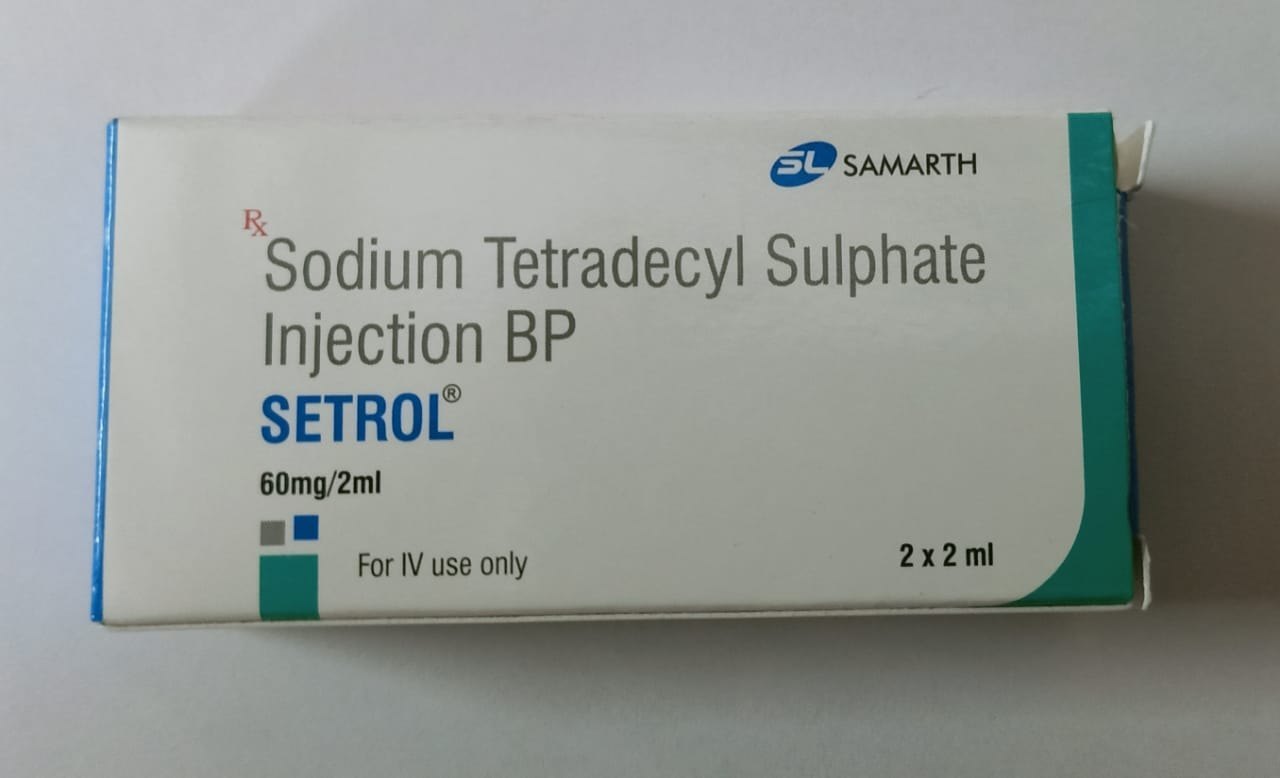 SL SAMARTH
Rx
Sodium Tetradecyl Sulphate
Injection BP
SETROL®
60mg/2ml
For IV use only
2 x 2 ml